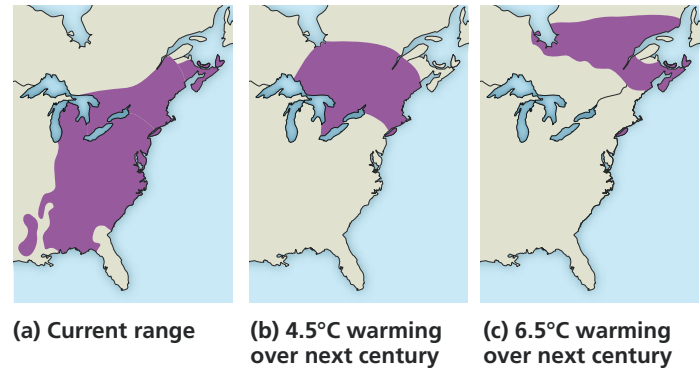 (a) Current range
(b) 4.5°C warming
over next century
(c) 6.5°C warming
over next century